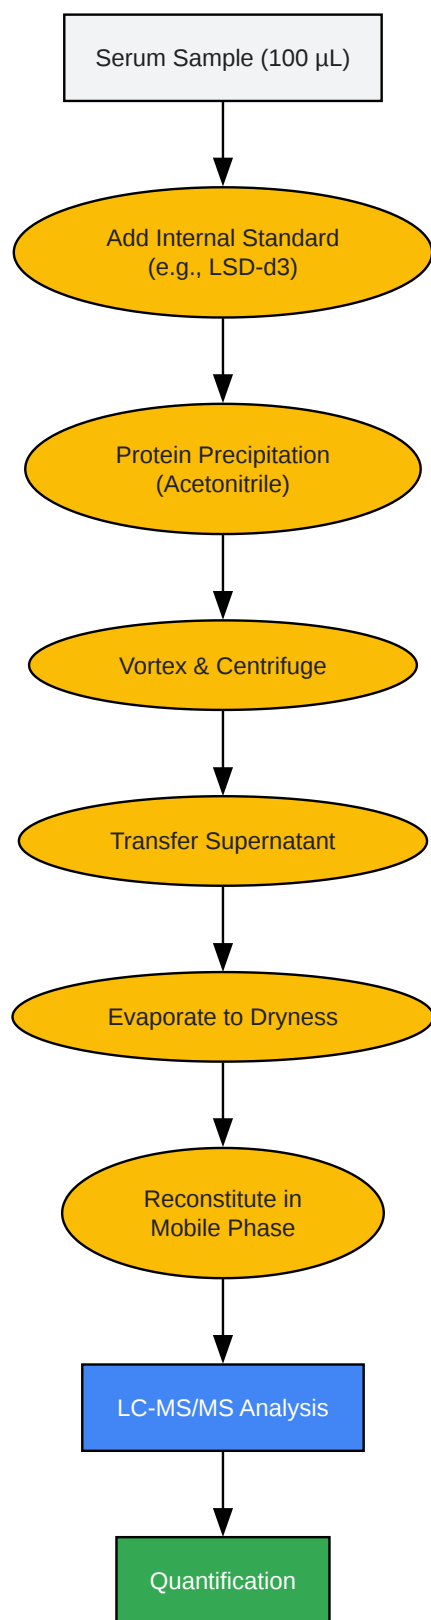 Serum Sample (100 µL)
Add Internal Standard
(e.g., LSD-d3)
Protein Precipitation
(Acetonitrile)
Vortex & Centrifuge
Transfer Supernatant
Evaporate to Dryness
Reconstitute in
Mobile Phase
LC-MS/MS Analysis
Quantification